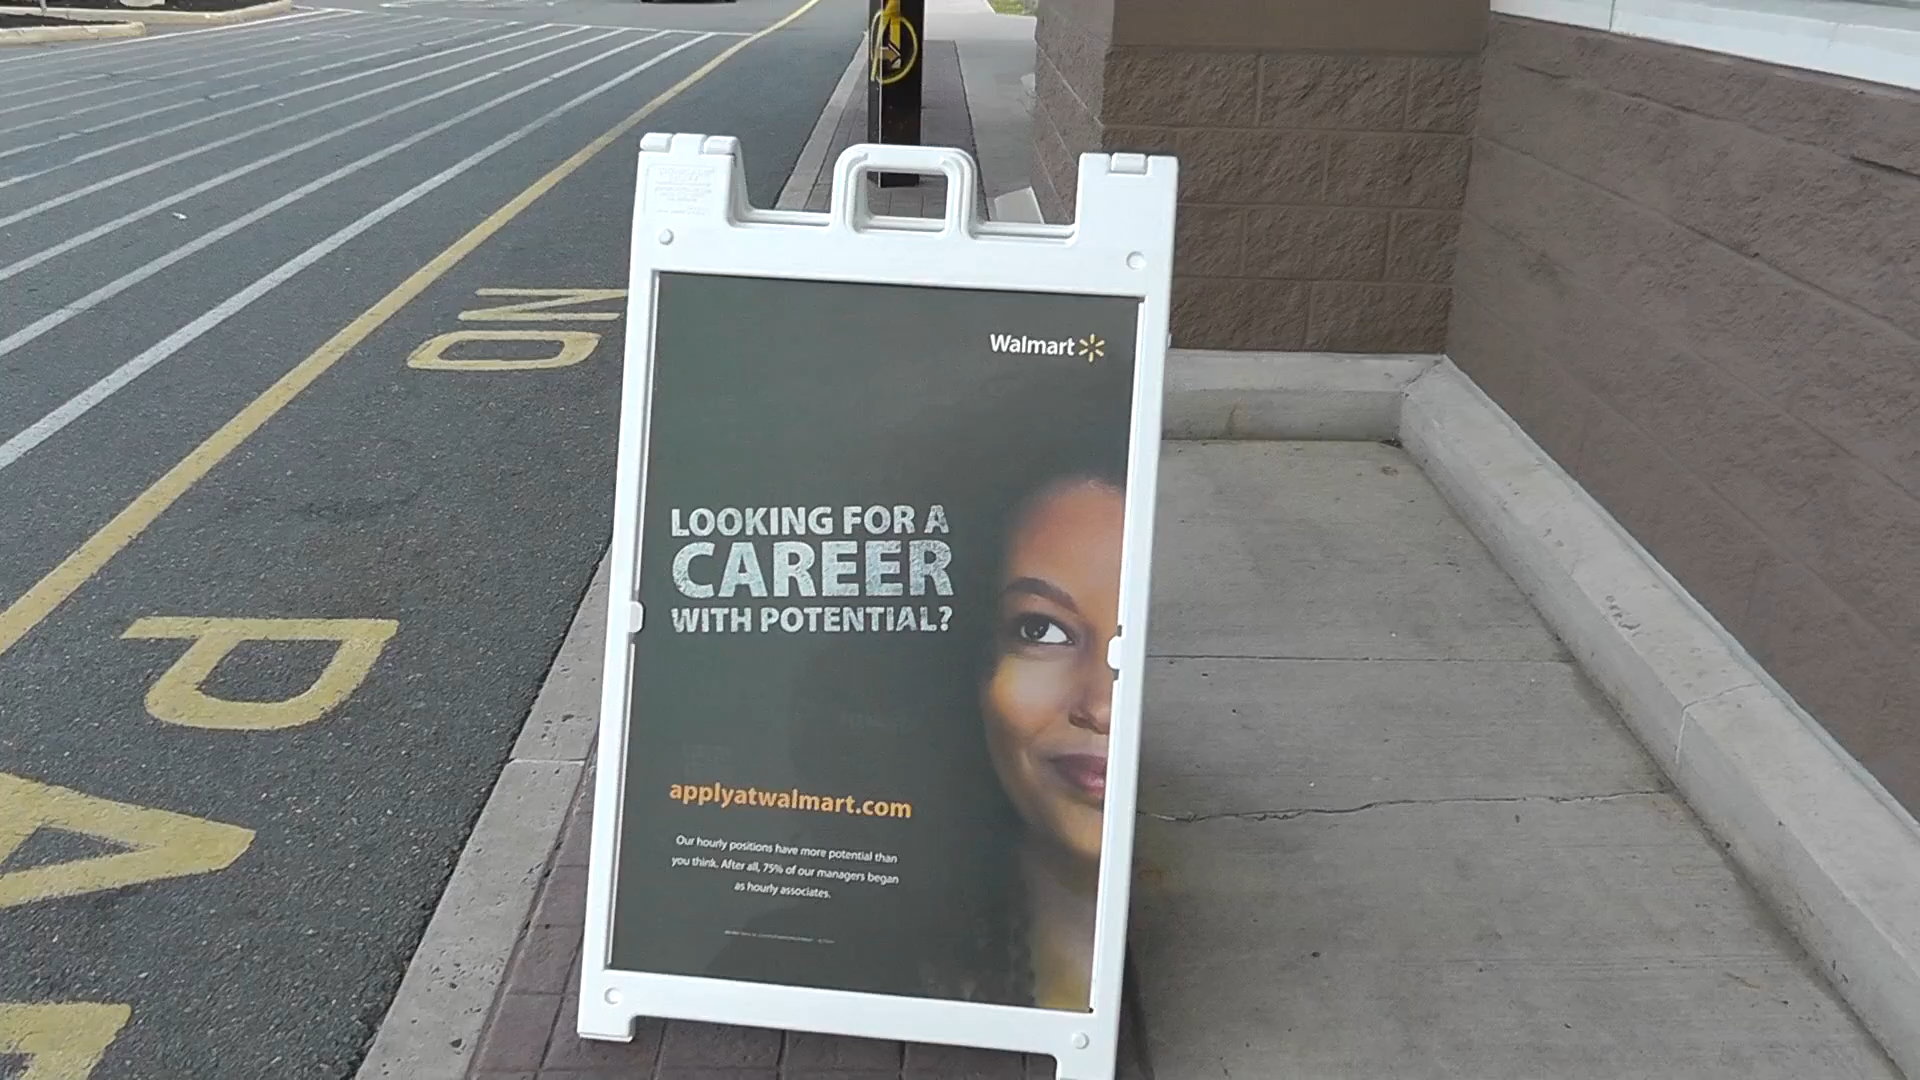 Walmart
LOOKING FOR A
CAREER
WITH POTENTIAL?
applyatwalmart.com
Our hourly positions have more potential than
you think. After all, 75% of our managers began
as hourly associates.
NO
PA